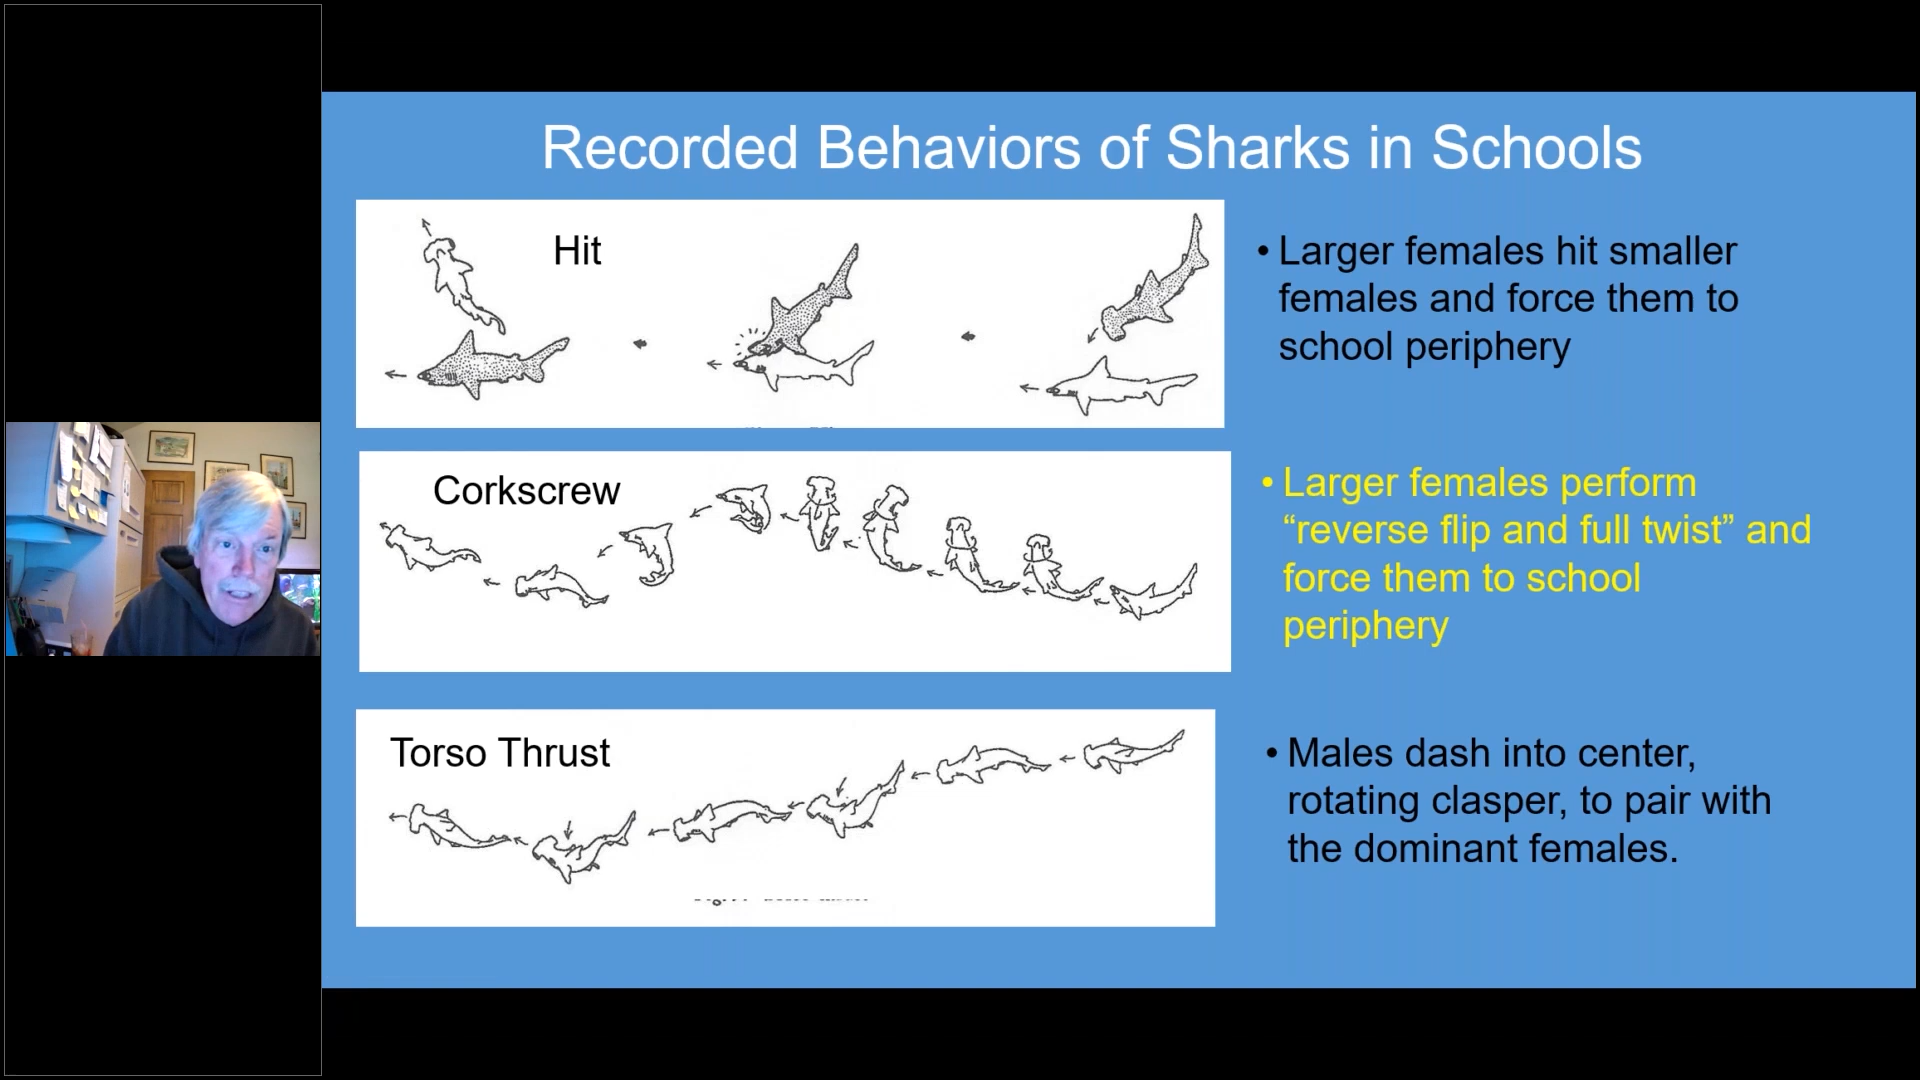 Recorded Behaviors of Sharks in Schools
Hit
• Larger females hit smaller
females and force them to
school periphery
Corkscrew
• Larger females perform
“reverse flip and full twist” and
force them to school
periphery
Torso Thrust
• Males dash into center,
rotating clasper, to pair with
the dominant females.